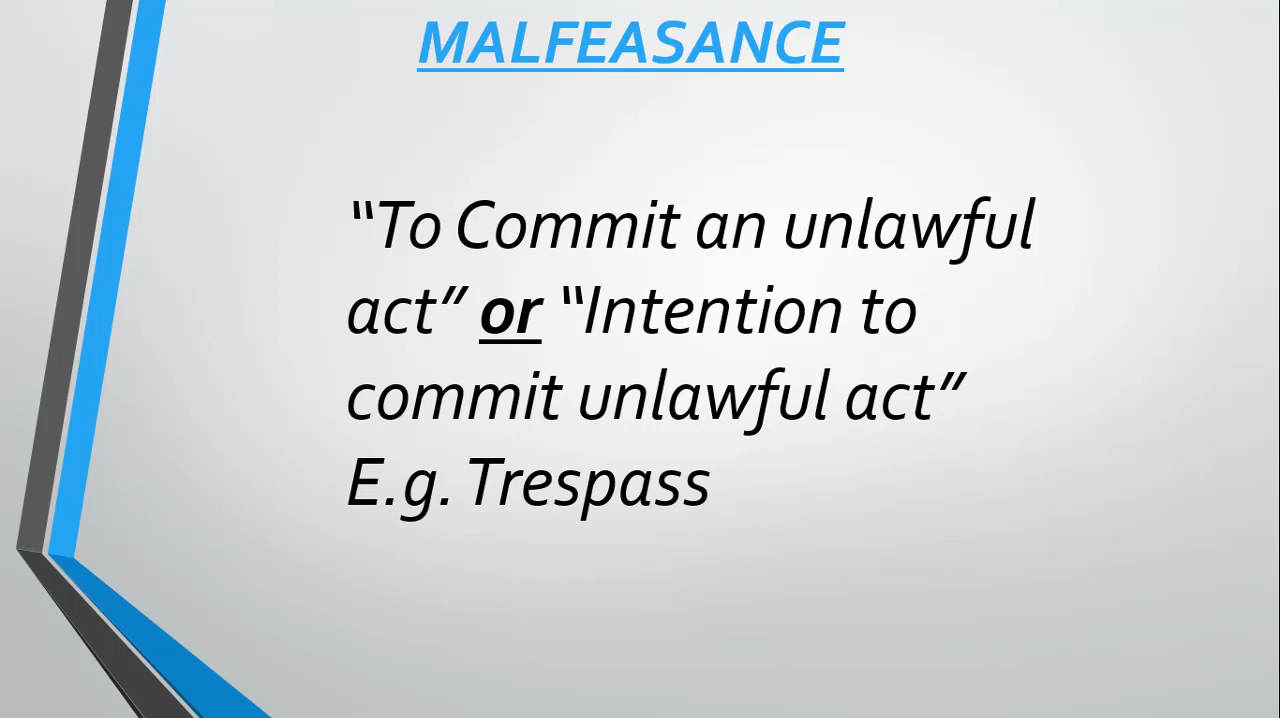 MALFEASANCE
“To Commit an unlawful
act” or “Intention to
commit unlawful act”
E.g. Trespass